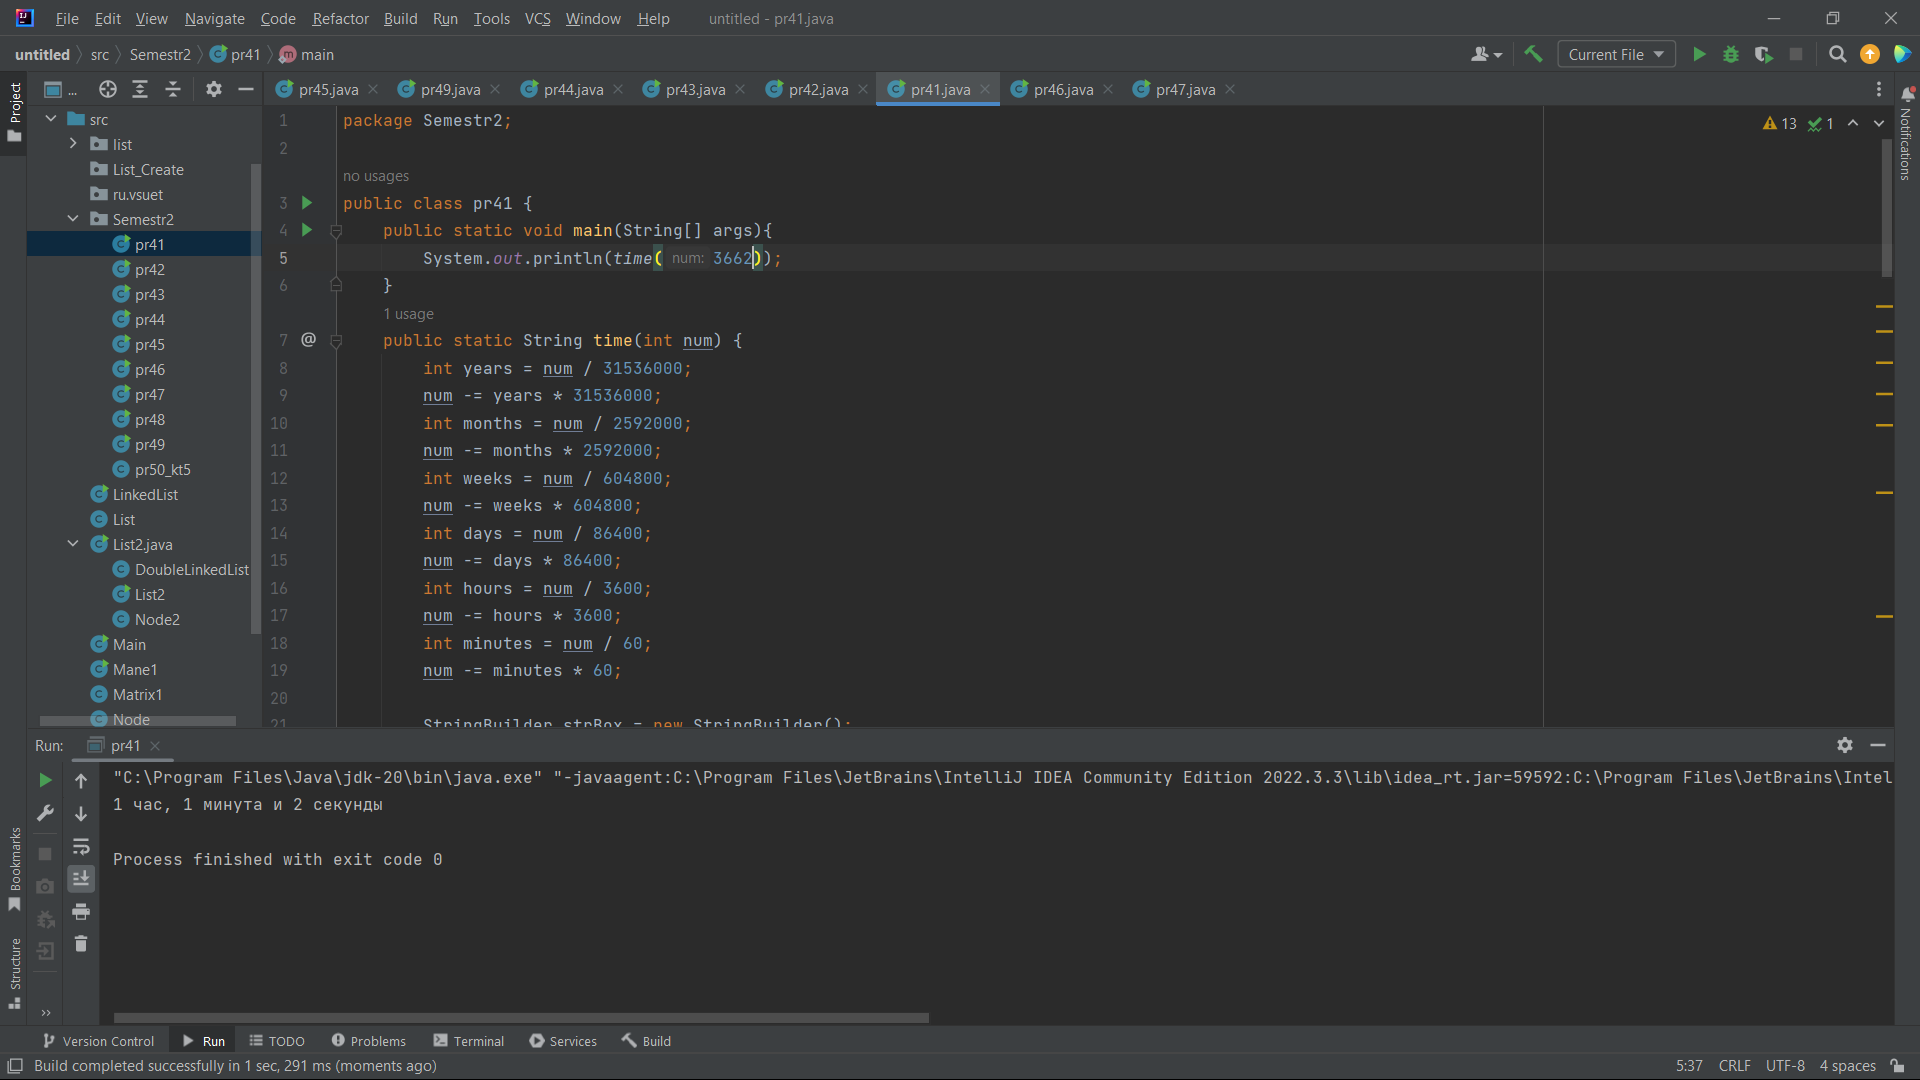 File Edit View Navigate Code Refactor Build Run Tools VCS Window Help untitled - pr41.java
untitled src Semestr2 pr41 main Current File
Project ... pr45.java pr49.java pr44.java pr43.java pr42.java pr41.java pr46.java pr47.java
Notifications
src
list
List_Create
ru.vsuet
Semestr2
pr41
pr42
pr43
pr44
pr45
pr46
pr47
pr48
pr49
pr50_kt5
LinkedList
List
List2.java
DoubleLinkedList
List2
Node2
Main
Mane1
Matrix1
Node
13 1
1 package Semestr2;
2
no usages
3 public class pr41 {
4 public static void main(String[] args){
5 System.out.println(time( num: 3662));
6 }
1 usage
7 @ public static String time(int num) {
8 int years = num / 31536000;
9 num -= years * 31536000;
10 int months = num / 2592000;
11 num -= months * 2592000;
12 int weeks = num / 604800;
13 num -= weeks * 604800;
14 int days = num / 86400;
15 num -= days * 86400;
16 int hours = num / 3600;
17 num -= hours * 3600;
18 int minutes = num / 60;
19 num -= minutes * 60;
20
21 StringBuilder strBox = new StringBuilder();
Run: pr41
"C:\Program Files\Java\jdk-20\bin\java.exe" "-javaagent:C:\Program Files\JetBrains\IntelliJ IDEA Community Edition 2022.3.3\lib\idea_rt.jar=59592:C:\Program Files\JetBrains\Intel
1 час, 1 минута и 2 секунды
Process finished with exit code 0
Bookmarks
Structure
Version Control Run TODO Problems Terminal Services Build
Build completed successfully in 1 sec, 291 ms (moments ago) 5:37 CRLF UTF-8 4 spaces